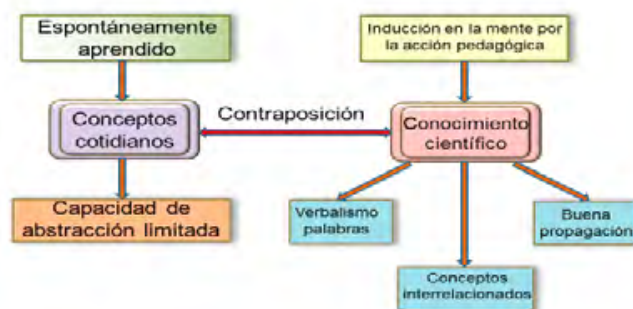 Espontáneamente
aprendido
Inducción en la mente por
la acción pedagógica
Contraposición
Conceptos
cotidianos
Conocimiento
científico
Capacidad de
abstracción limitada
Verbalismo
palabras
Buena
propagación
Conceptos
interrelacionados